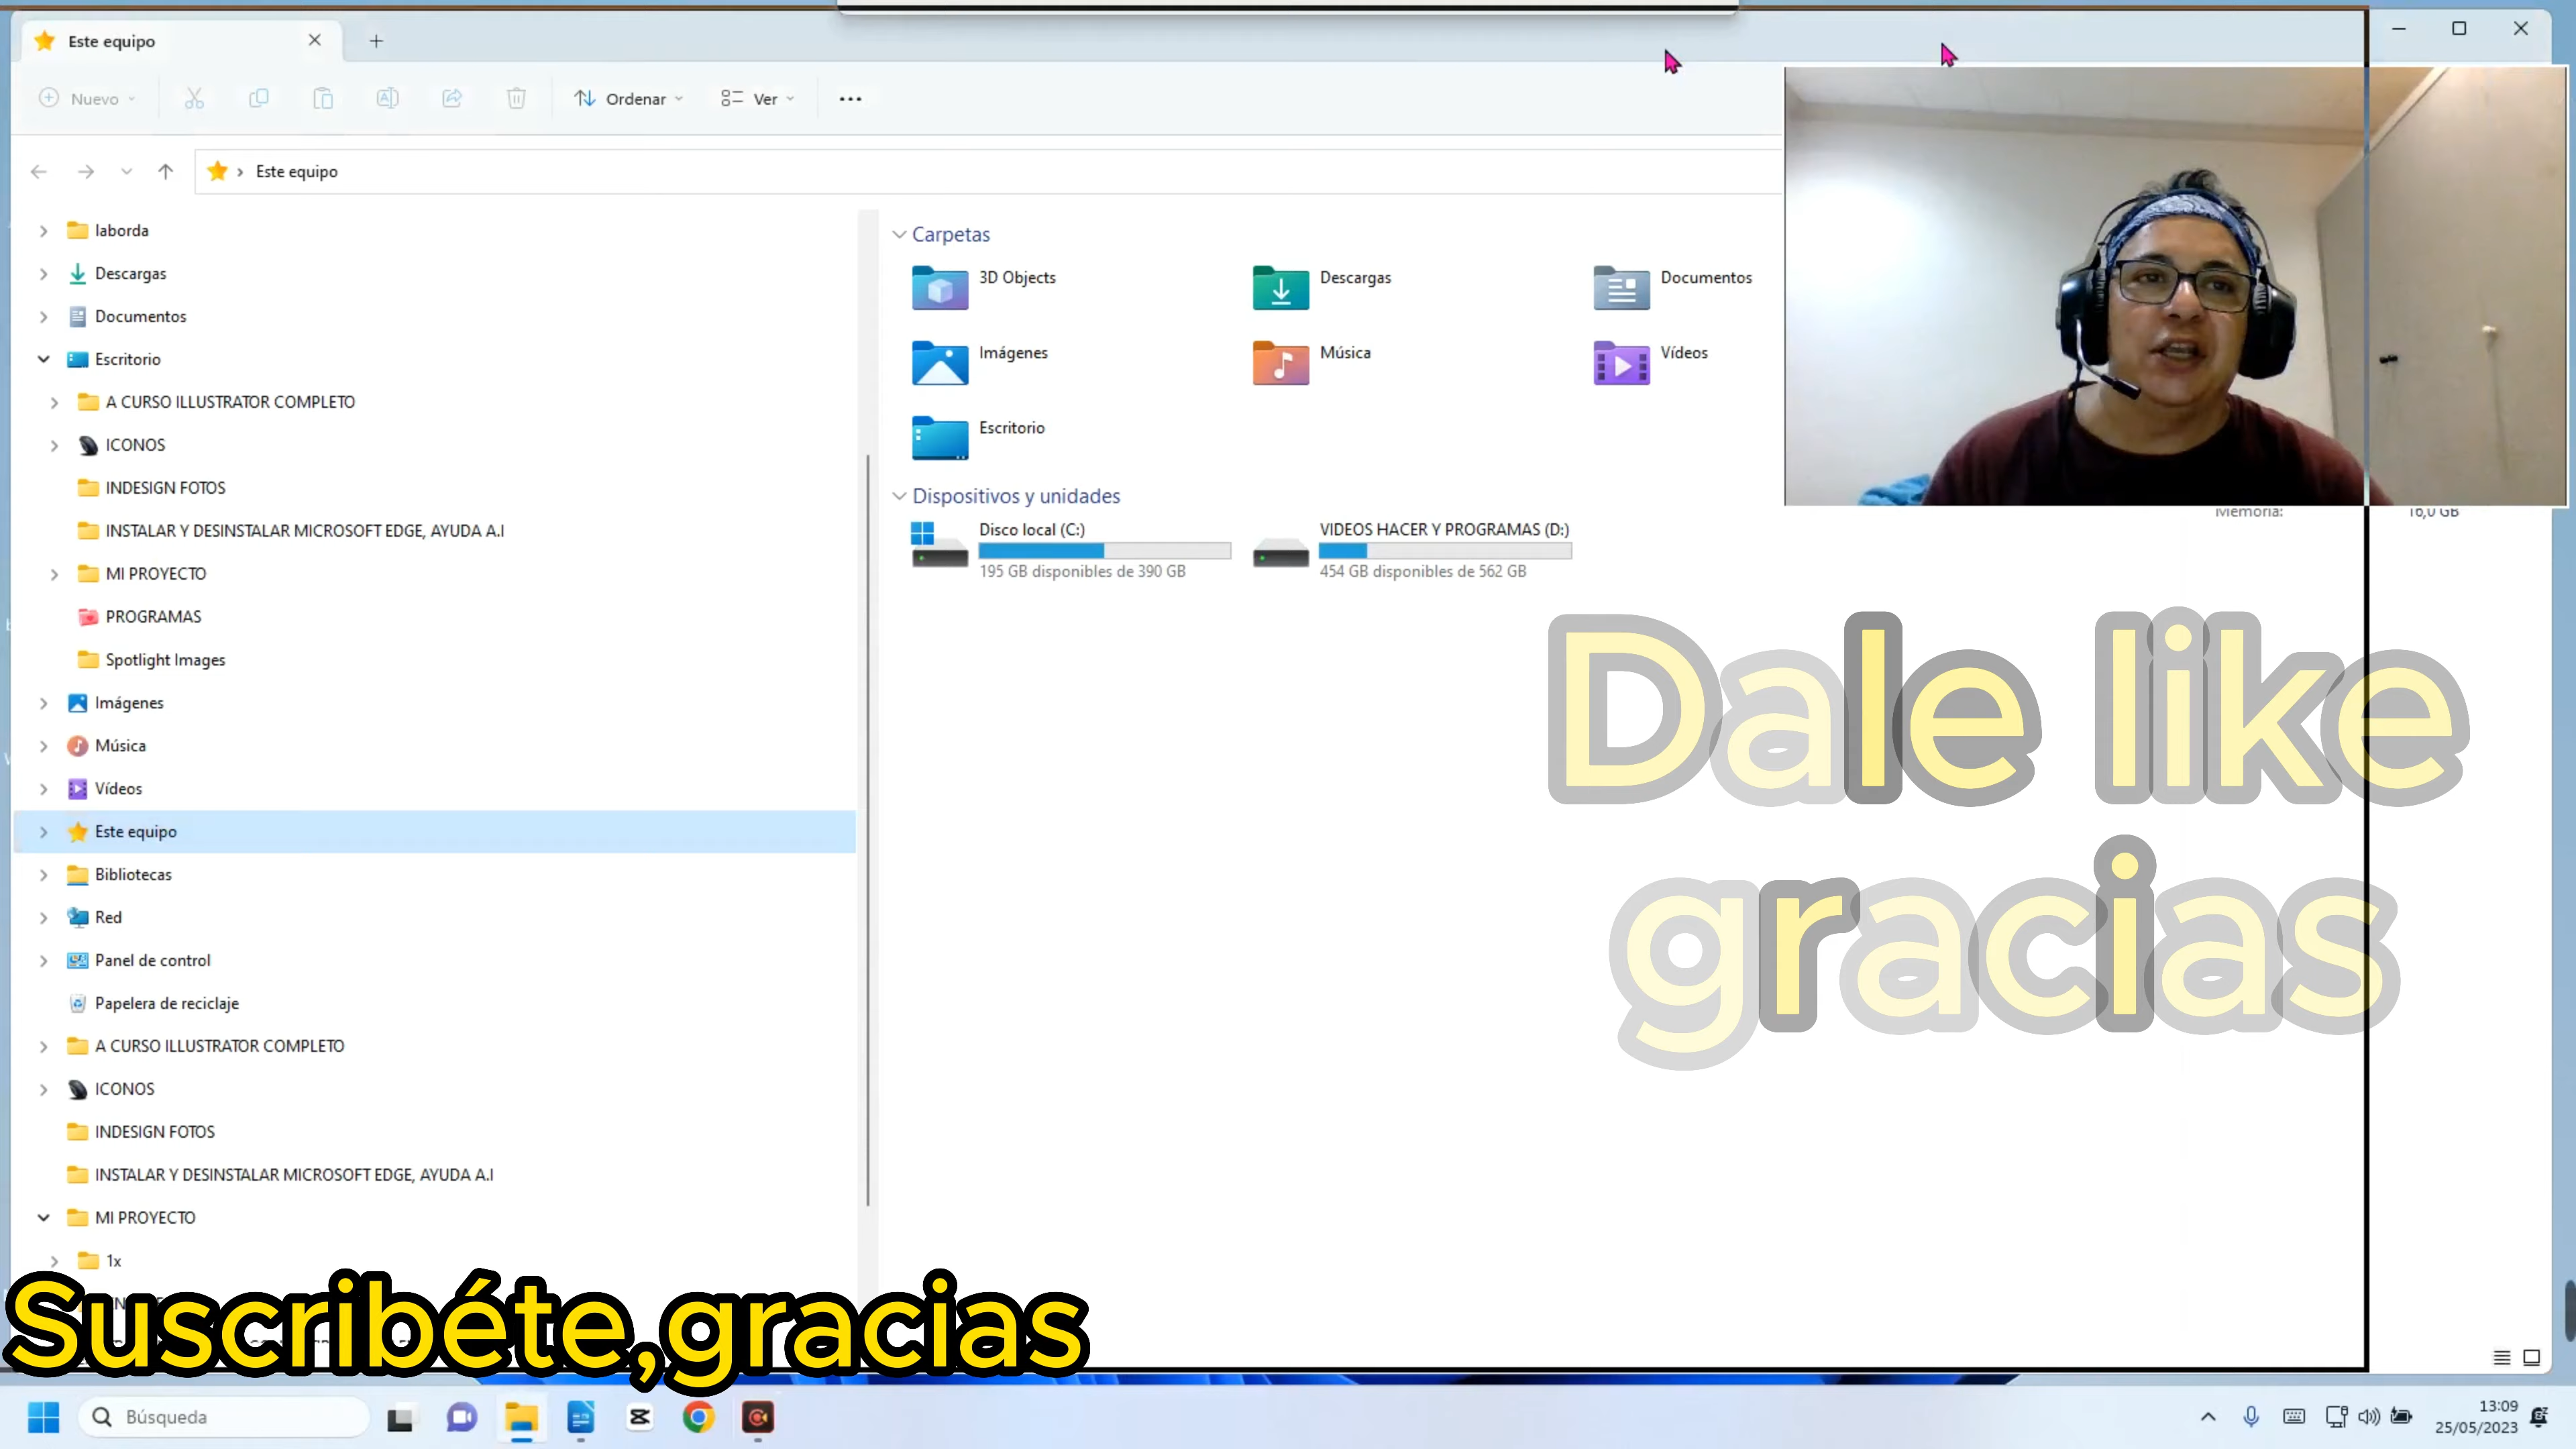 Este equipo
Nuevo
Ordenar
Ver
Este equipo
laborda
Descargas
Documentos
Escritorio
A CURSO ILLUSTRATOR COMPLETO
ICONOS
INDESIGN FOTOS
INSTALAR Y DESINSTALAR MICROSOFT EDGE, AYUDA A.I
MI PROYECTO
PROGRAMAS
Spotlight Images
Imágenes
Música
Vídeos
Este equipo
Bibliotecas
Red
Panel de control
Papelera de reciclaje
A CURSO ILLUSTRATOR COMPLETO
ICONOS
INDESIGN FOTOS
INSTALAR Y DESINSTALAR MICROSOFT EDGE, AYUDA A.I
MI PROYECTO
1x
Carpetas
3D Objects
Descargas
Documentos
Imágenes
Música
Vídeos
Escritorio
Dispositivos y unidades
Disco local (C:)
195 GB disponibles de 390 GB
VIDEOS HACER Y PROGRAMAS (D:)
454 GB disponibles de 562 GB
Memoria: 16,0 GB
Dale like
gracias
Suscribéte,gracias
Búsqueda
13:09
25/05/2023